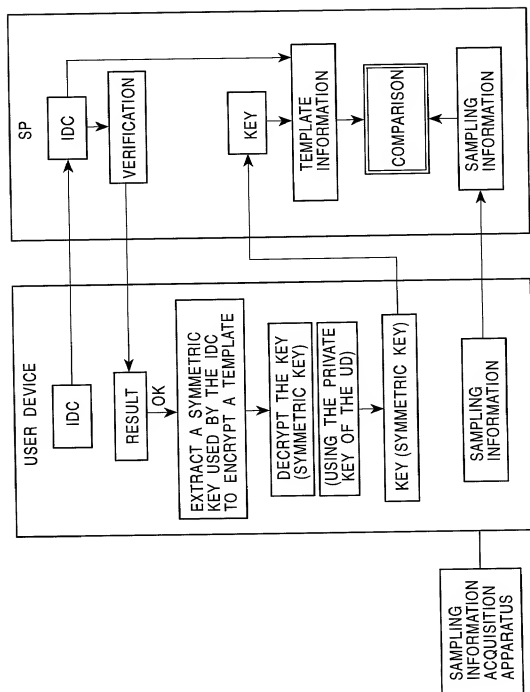 USER DEVICE
IDC
RESULT
OK
EXTRACT A SYMMETRIC
KEY USED BY THE IDC
TO ENCRYPT A TEMPLATE
DECRYPT THE KEY
(SYMMETRIC KEY)
(USING THE PRIVATE
KEY OF THE UD)
KEY (SYMMETRIC KEY)
SAMPLING
INFORMATION
SP
IDC
VERIFICATION
KEY
TEMPLATE
INFORMATION
COMPARISON
SAMPLING
INFORMATION
SAMPLING
INFORMATION
ACQUISITION
APPARATUS